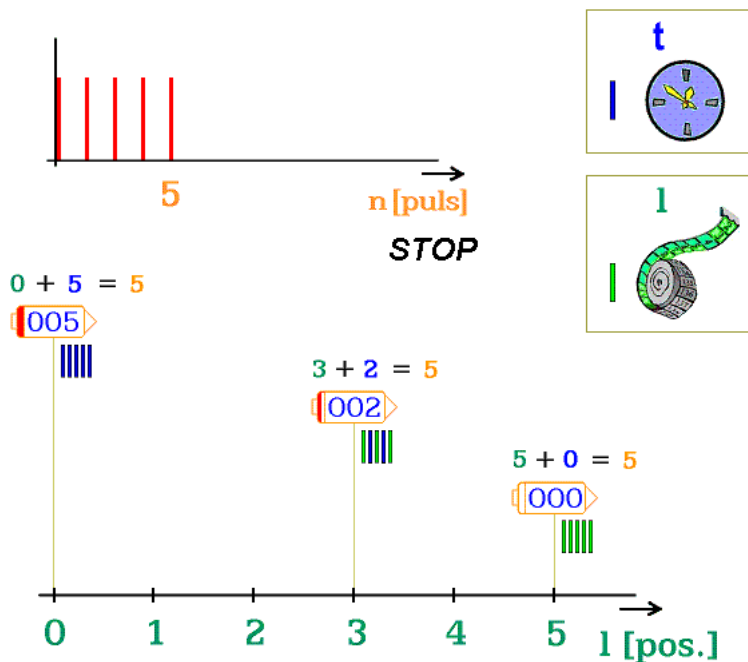 t
5
n [puls]
STOP
l
0 + 5 = 5
005
3 + 2 = 5
002
5 + 0 = 5
000
0 1 2 3 4 5
l [pos.]